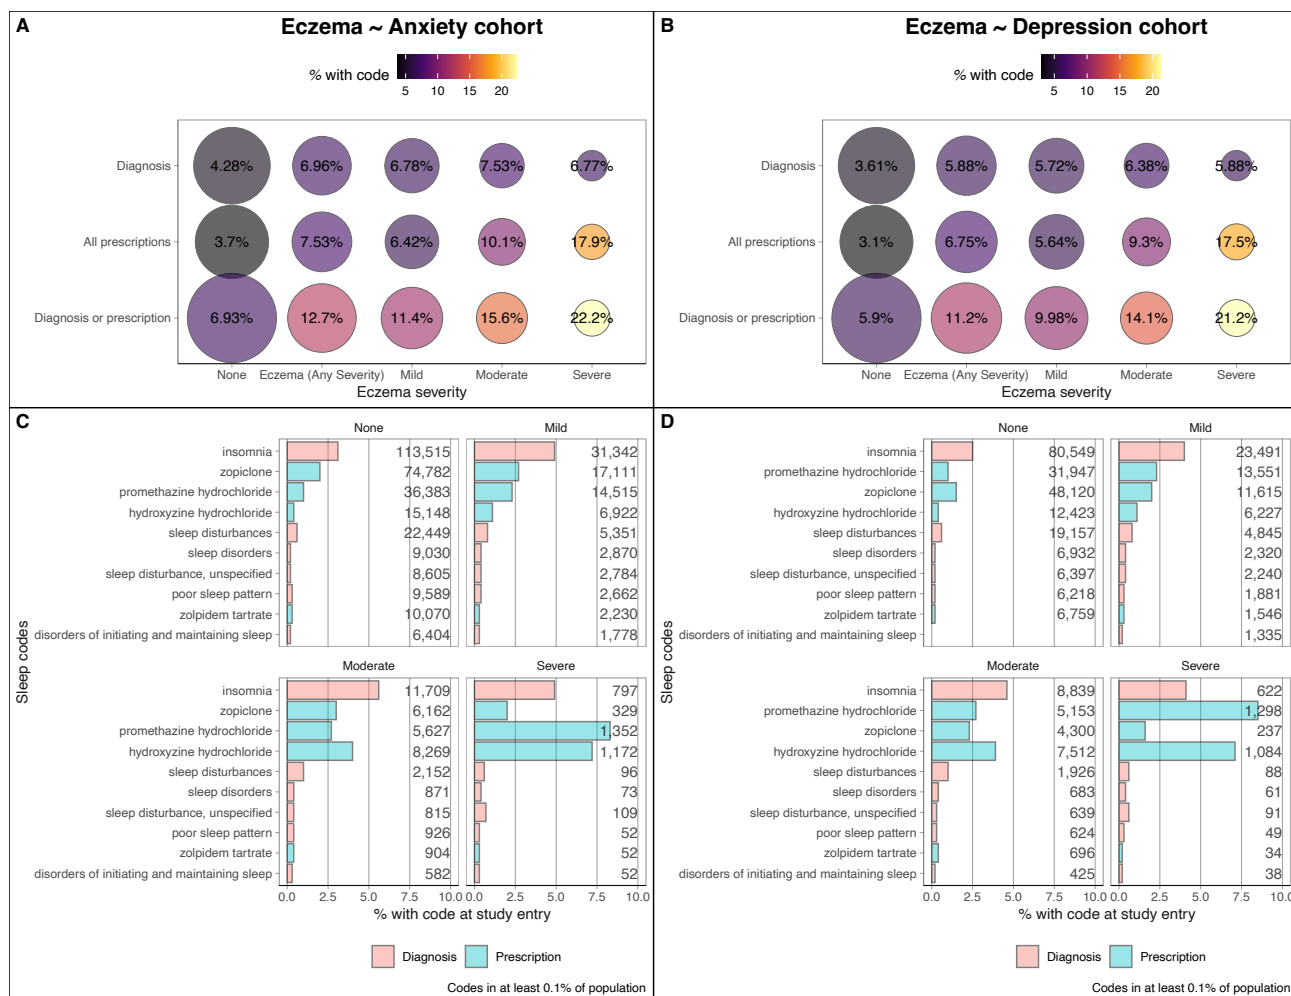 A
Eczema ~ Anxiety cohort
% with code
5 10 15 20
Diagnosis 4.28% 6.96% 6.78% 7.53% 6.77%
All prescriptions 3.7% 7.53% 6.42% 10.1% 17.9%
Diagnosis or prescription 6.93% 12.7% 11.4% 15.6% 22.2%
None Eczema (Any Severity) Mild Moderate Severe
Eczema severity
B
Eczema ~ Depression cohort
% with code
5 10 15 20
Diagnosis 3.61% 5.88% 5.72% 6.38% 5.88%
All prescriptions 3.1% 6.75% 5.64% 9.3% 17.5%
Diagnosis or prescription 5.9% 11.2% 9.98% 14.1% 21.2%
None Eczema (Any Severity) Mild Moderate Severe
Eczema severity
C
Sleep codes
None Mild
insomnia 113,515 31,342
zopiclone 74,782 17,111
promethazine hydrochloride 36,383 14,515
hydroxyzine hydrochloride 15,148 6,922
sleep disturbances 22,449 5,351
sleep disorders 9,030 2,870
sleep disturbance, unspecified 8,605 2,784
poor sleep pattern 9,589 2,662
zolpidem tartrate 10,070 2,230
disorders of initiating and maintaining sleep 6,404 1,778
Moderate Severe
insomnia 11,709 797
zopiclone 6,162 329
promethazine hydrochloride 5,627 1,352
hydroxyzine hydrochloride 8,269 1,172
sleep disturbances 2,152 96
sleep disorders 871 73
sleep disturbance, unspecified 815 109
poor sleep pattern 926 52
zolpidem tartrate 904 52
disorders of initiating and maintaining sleep 582 52
0.0 2.5 5.0 7.5 10.0 0.0 2.5 5.0 7.5 10.0
% with code at study entry
Diagnosis Prescription
Codes in at least 0.1% of population
D
Sleep codes
None Mild
insomnia 80,549 23,491
promethazine hydrochloride 31,947 13,551
zopiclone 48,120 11,615
hydroxyzine hydrochloride 12,423 6,227
sleep disturbances 19,157 4,845
sleep disorders 6,932 2,320
sleep disturbance, unspecified 6,397 2,240
poor sleep pattern 6,218 1,881
zolpidem tartrate 6,759 1,546
disorders of initiating and maintaining sleep 1,335
Moderate Severe
insomnia 8,839 622
promethazine hydrochloride 5,153 1,298
zopiclone 4,300 237
hydroxyzine hydrochloride 7,512 1,084
sleep disturbances 1,926 88
sleep disorders 683 61
sleep disturbance, unspecified 639 91
poor sleep pattern 624 49
zolpidem tartrate 696 34
disorders of initiating and maintaining sleep 425 38
0.0 2.5 5.0 7.5 10.0 0.0 2.5 5.0 7.5 10.0
% with code at study entry
Diagnosis Prescription
Codes in at least 0.1% of population